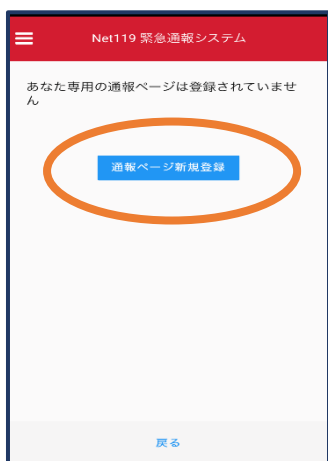 Net119 緊急通報システム
あなた専用の通報ページは登録されていませ
ん
通報ページ新規登録
戻る